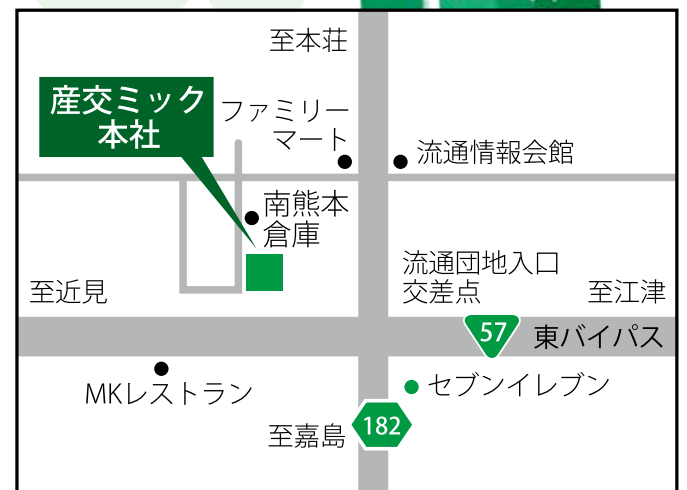 至本荘
産交ミック
本社
ファミリー
マート
流通情報会館
南熊本
倉庫
流通団地入口
交差点
至近見
至江津
57
東バイパス
MKレストラン
セブンイレブン
182
至嘉島